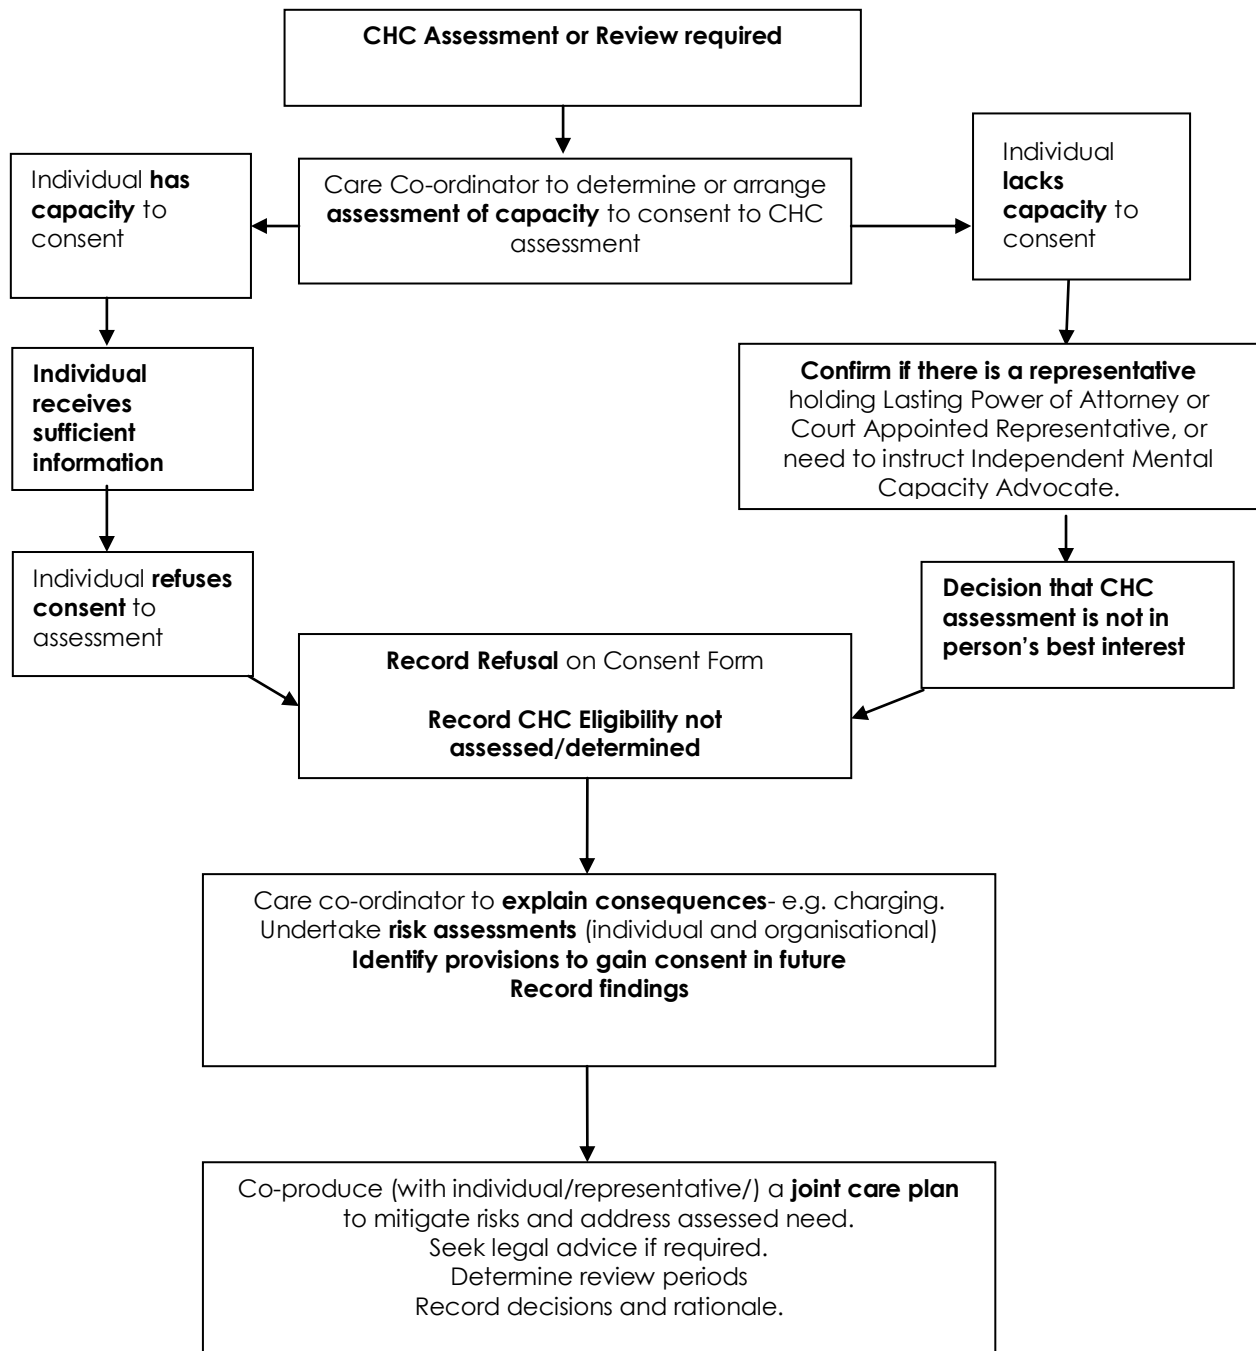 CHC Assessment or Review required
Individual has
capacity to
consent
Care Co-ordinator to determine or arrange
assessment of capacity to consent to CHC
assessment
Individual
lacks
capacity to
consent
Individual
receives
sufficient
information
Confirm if there is a representative
holding Lasting Power of Attorney or
Court Appointed Representative, or
need to instruct Independent Mental
Capacity Advocate.
Individual refuses
consent to
assessment
Decision that CHC
assessment is not in
person’s best interest
Record Refusal on Consent Form
Record CHC Eligibility not
assessed/determined
Care co-ordinator to explain consequences- e.g. charging.
Undertake risk assessments (individual and organisational)
Identify provisions to gain consent in future
Record findings
Co-produce (with individual/representative/) a joint care plan
to mitigate risks and address assessed need.
Seek legal advice if required.
Determine review periods
Record decisions and rationale.